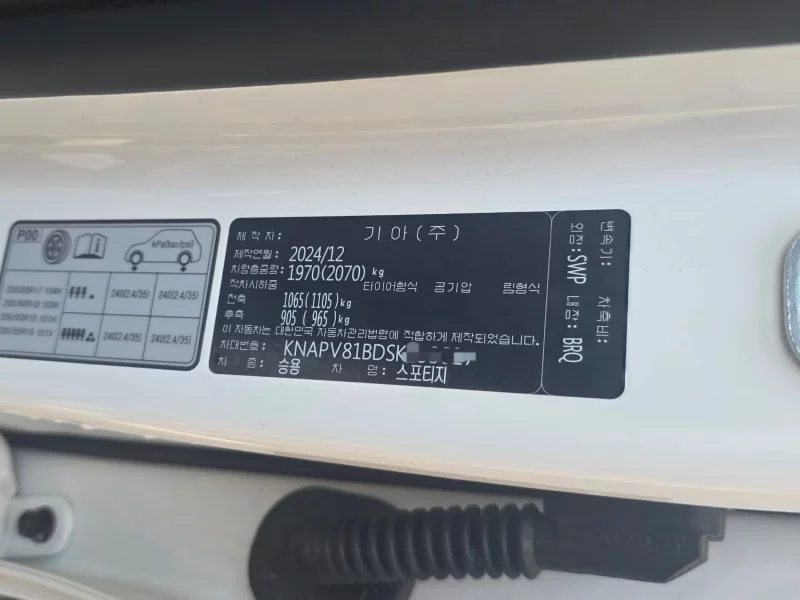 P00
kPa(bar/psi)
235/65R17 104H
240(2.4/35) 240(2.4/35)
240(2.4/35) 240(2.4/35)
제 작 자 : 기 아 ( 주 )
제작연월 : 2024/12
차량총중량: 1970(2070) kg
적차시하중 타이어형식 공기압 림형식
전축 1065(1105)kg
후축 905 ( 965)kg
이 자동차는 대한민국 자동차관리법령에 적합하게 제작되었습니다.
차대번호: KNAPV81BDSK
차 종: 승용 차 명: 스포티지
변속기: 차축비:
외장: SWP 내장: BRQ